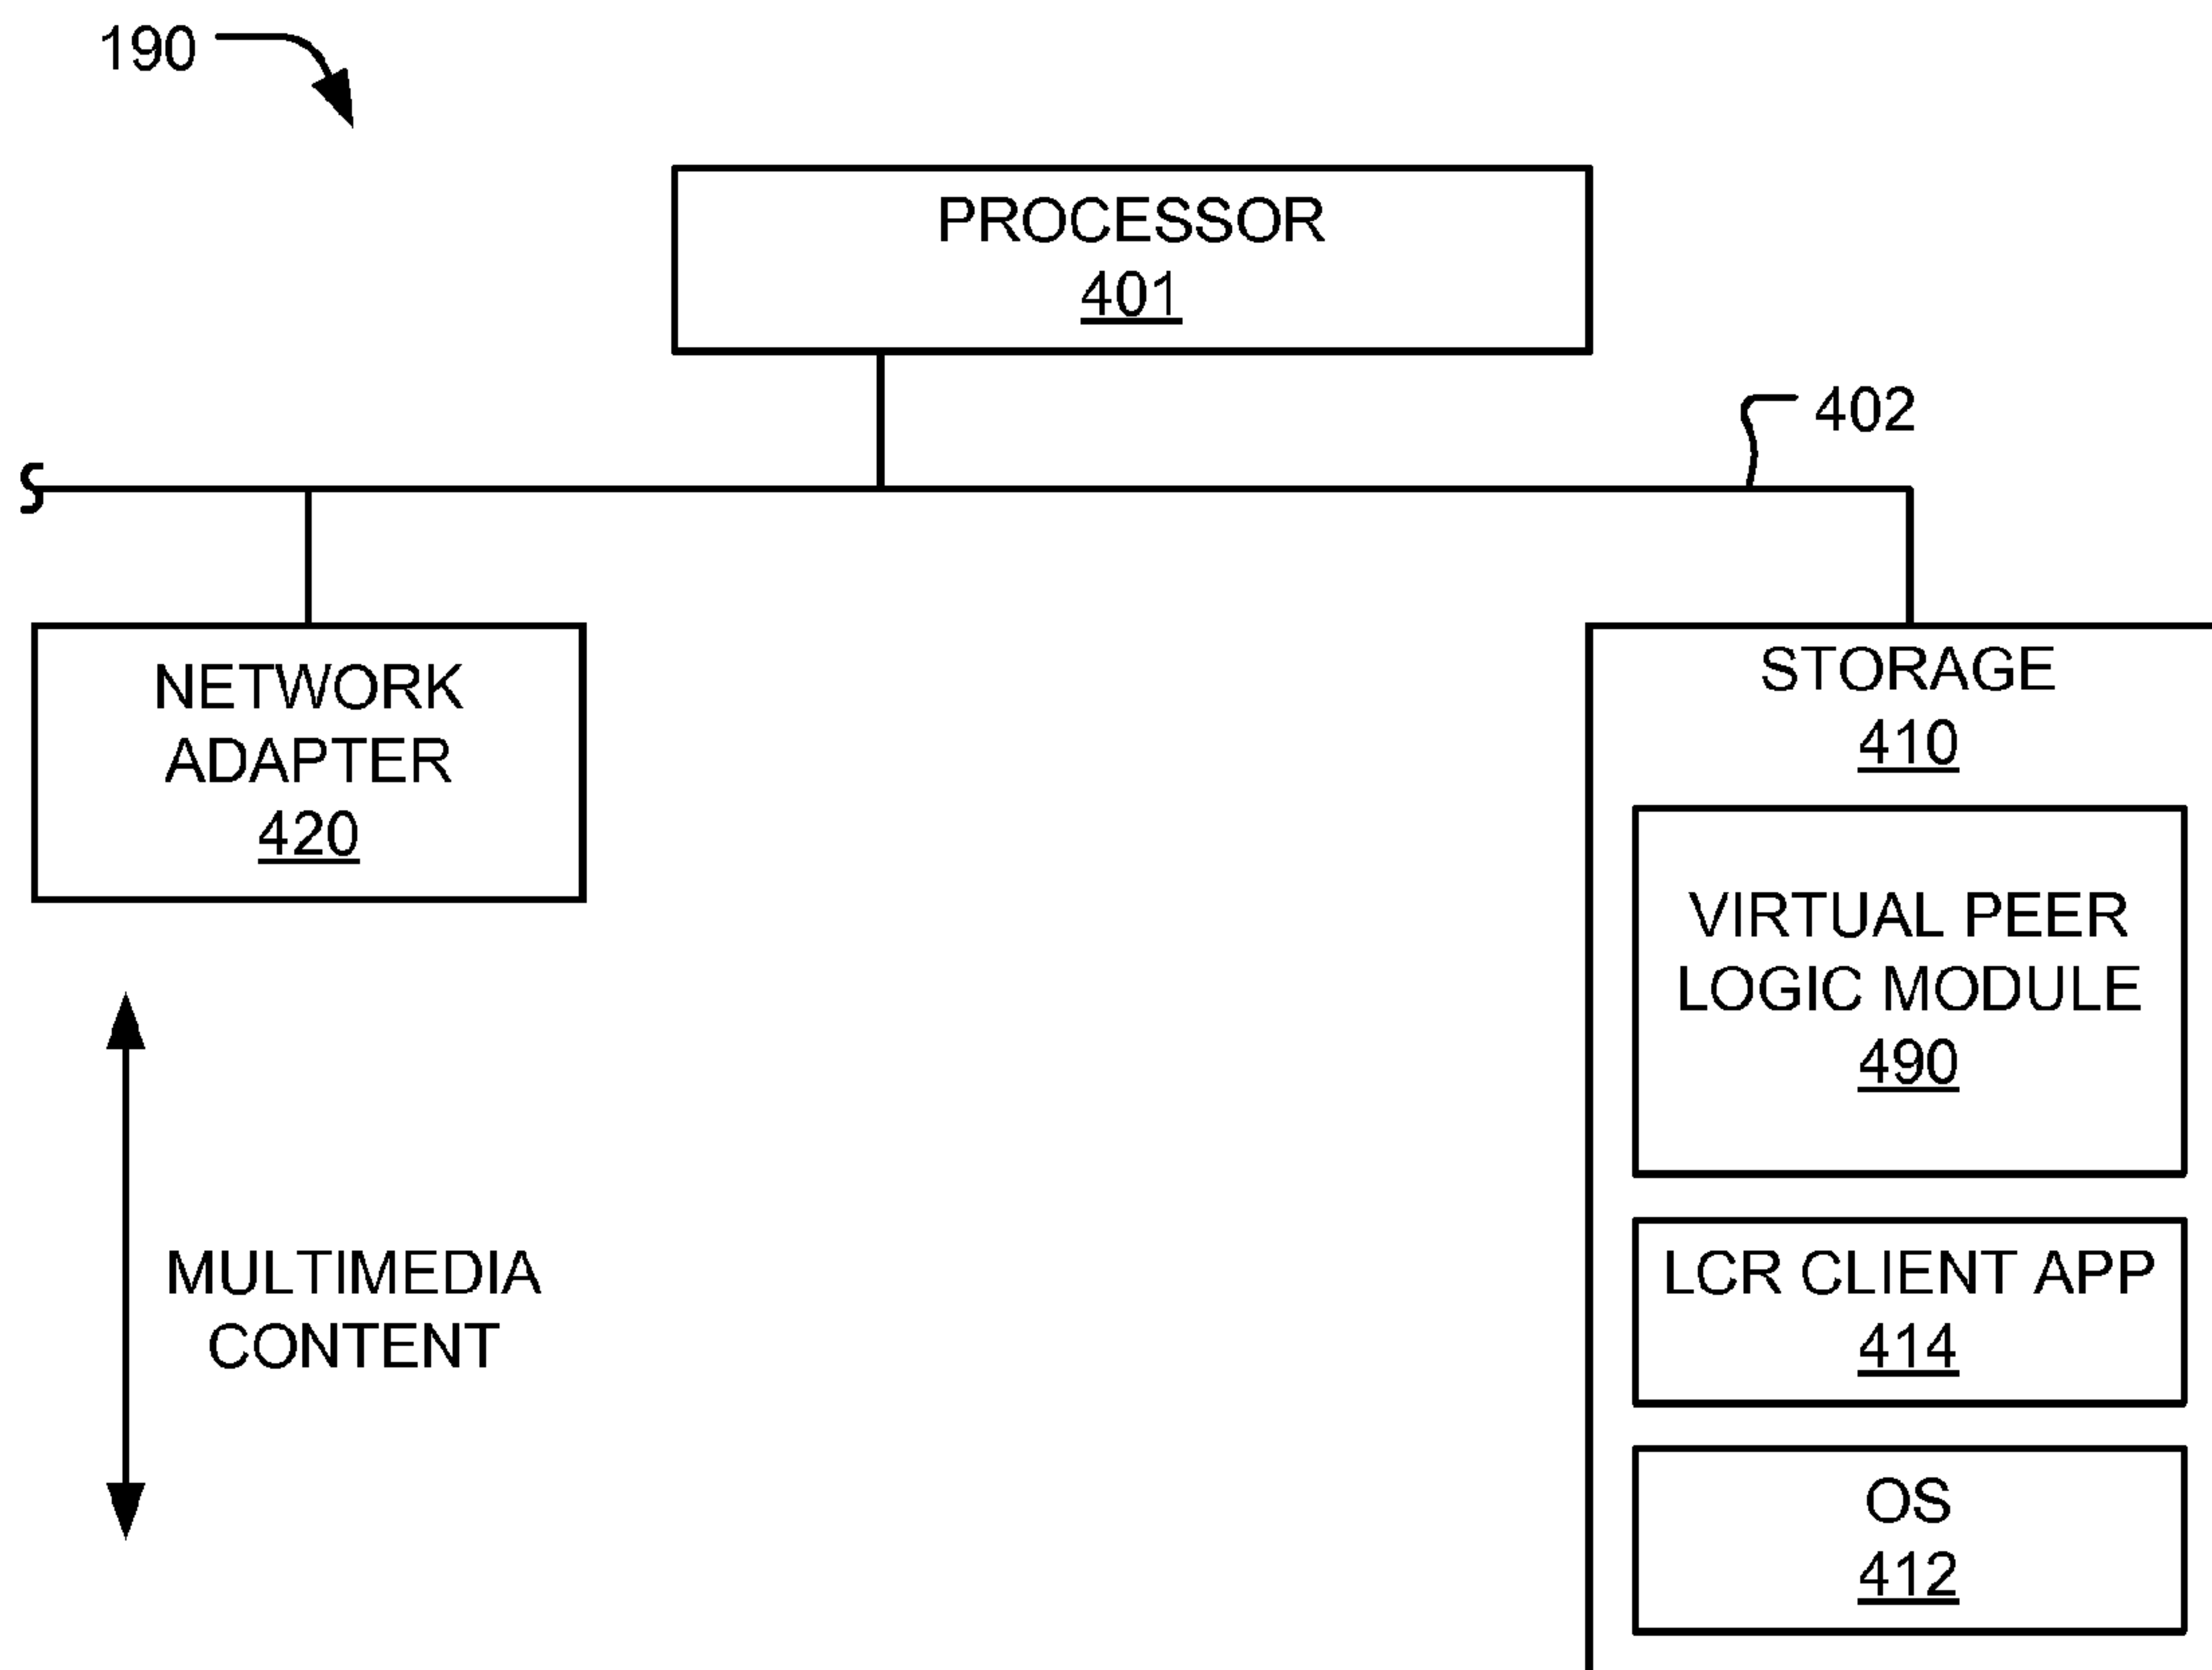 190
PROCESSOR
401
402
NETWORK
ADAPTER
420
STORAGE
410
VIRTUAL PEER
LOGIC MODULE
490
MULTIMEDIA
CONTENT
LCR CLIENT APP
414
OS
412